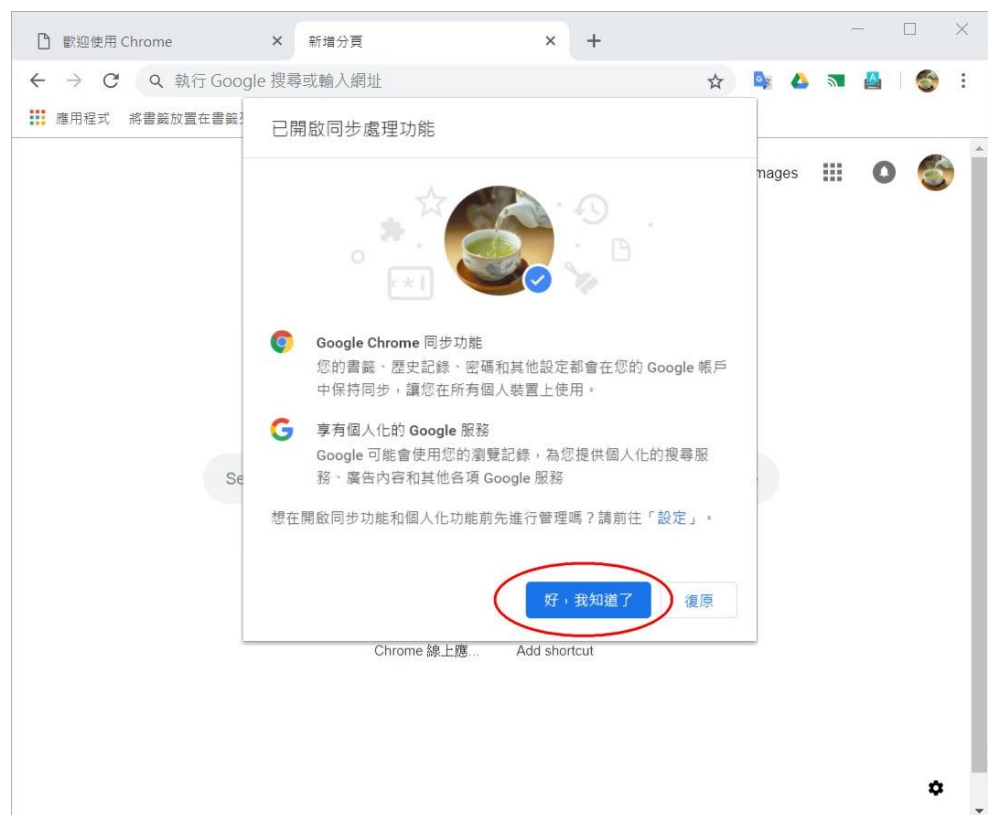 歡迎使用 Chrome
新增分頁
執行 Google 搜尋或輸入網址
應用程式 將書籤放置在書籤
已開啟同步處理功能
mages
Google Chrome 同步功能
您的書籤、歷史記錄、密碼和其他設定都會在您的 Google 帳戶
中保持同步，讓您在所有個人裝置上使用。
享有個人化的 Google 服務
Google 可能會使用您的瀏覽記錄，為您提供個人化的搜尋服
務、廣告內容和其他各項 Google 服務
Se
想在開啟同步功能和個人化功能前先進行管理嗎？請前往「設定」。
好，我知道了 復原
Chrome 線上應... Add shortcut